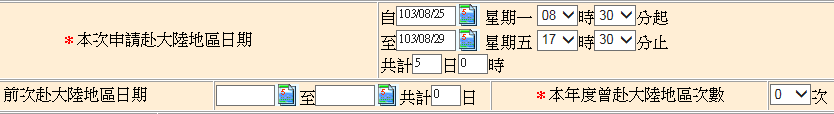 自 103/08/25 星期一 08 時 30 分起
*本次申請赴大陸地區日期
至 103/08/29 星期五 17 時 30 分止
共計 5 日 0 時
前次赴大陸地區日期 至 共計 0 日 *本年度曾赴大陸地區次數 0 次